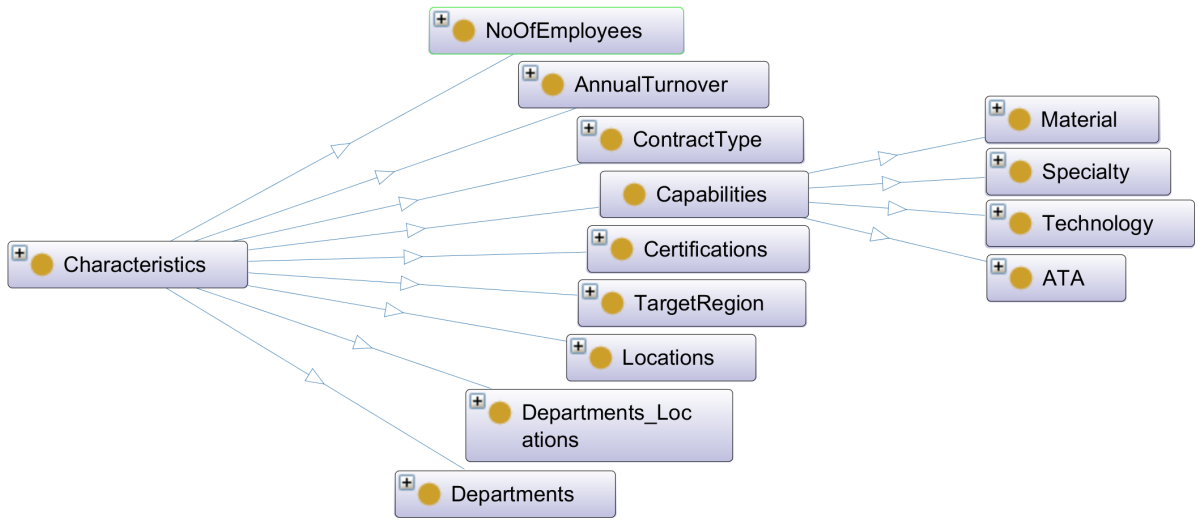 NoOfEmployees
AnnualTurnover
ContractType
Capabilities
Certifications
Characteristics
TargetRegion
Locations
Departments_Loc
ations
Departments
Material
Specialty
Technology
ATA